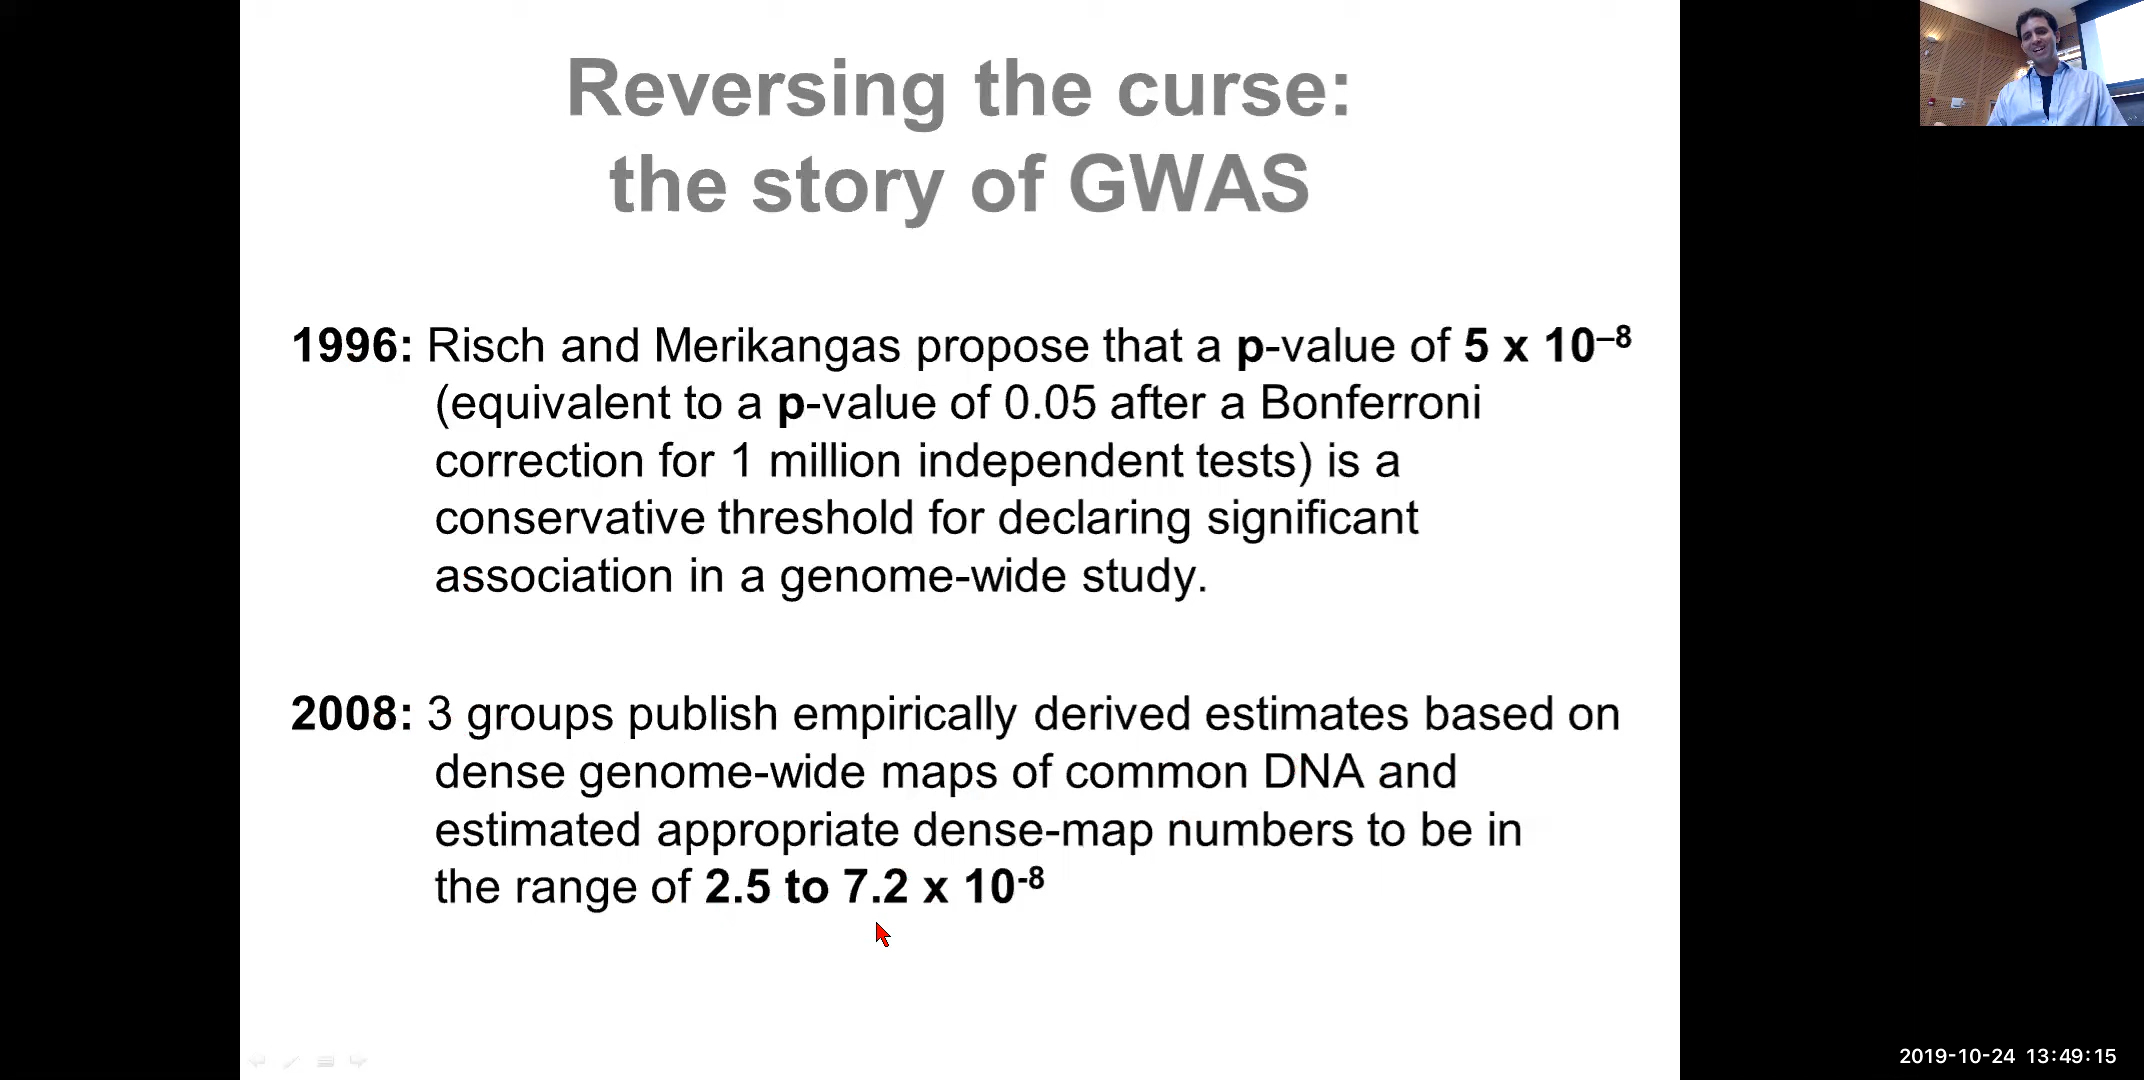 Reversing the curse:
the story of GWAS
1996: Risch and Merikangas propose that a p-value of 5 x 10⁻⁸
(equivalent to a p-value of 0.05 after a Bonferroni
correction for 1 million independent tests) is a
conservative threshold for declaring significant
association in a genome-wide study.
2008: 3 groups publish empirically derived estimates based on
dense genome-wide maps of common DNA and
estimated appropriate dense-map numbers to be in
the range of 2.5 to 7.2 x 10⁻⁸
2019-10-24 13:49:15